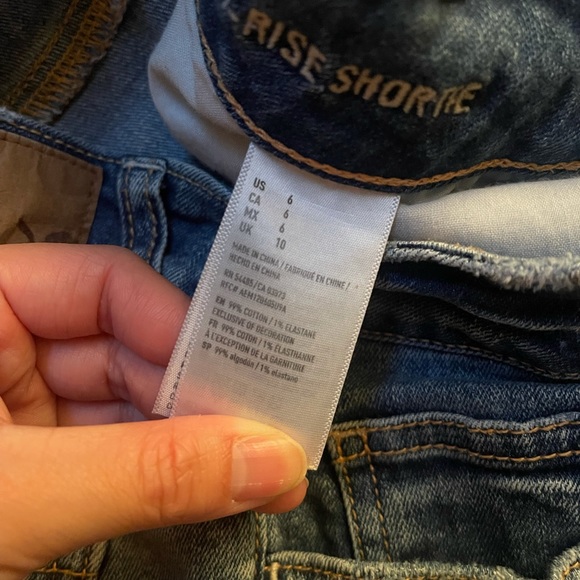 RISE SHORTIE
US 6
CA 6
MX 6
UK 10
MADE IN CHINA / FABRIQUÉ EN CHINE /
HECHO EN CHINA
RN 54485/CA 03873
EN 99% COTTON / 1% ELASTANE
EXCLUSIVE OF DECORATION
FR 99% COTON / 1% ÉLASTHANNE
À L'EXCEPTION DE LA GARNITURE
SP 99% algodón / 1% elastano